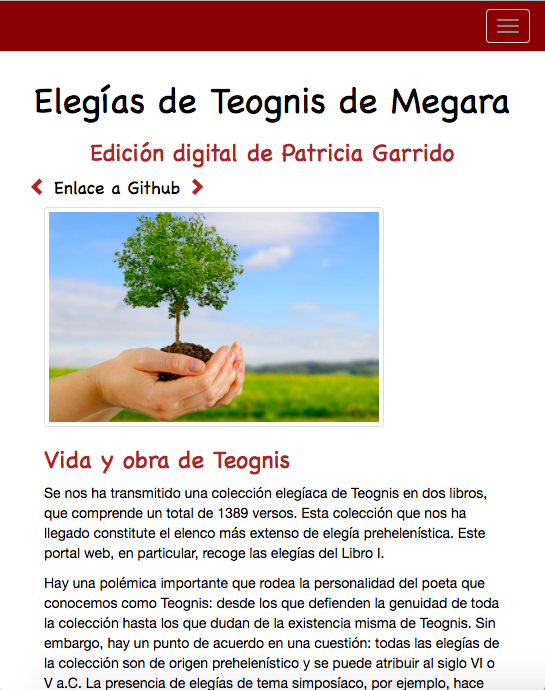 Elegías de Teognis de Megara
Edición digital de Patricia Garrido
Enlace a Github
Vida y obra de Teognis
Se nos ha transmitido una colección elegíaca de Teognis en dos libros,
que comprende un total de 1389 versos. Esta colección que nos ha
llegado constitute el elenco más extenso de elegía prehelenística. Este
portal web, en particular, recoge las elegías del Libro I.
Hay una polémica importante que rodea la personalidad del poeta que
conocemos como Teognis: desde los que defienden la genuidad de toda
la colección hasta los que dudan de la existencia misma de Teognis. Sin
embargo, hay un punto de acuerdo en una cuestión: todas las elegías de
la colección son de origen prehelenístico y se puede atribuir al siglo VI o
V a.C. La presencia de elegías de tema simposíaco, por ejemplo, hace